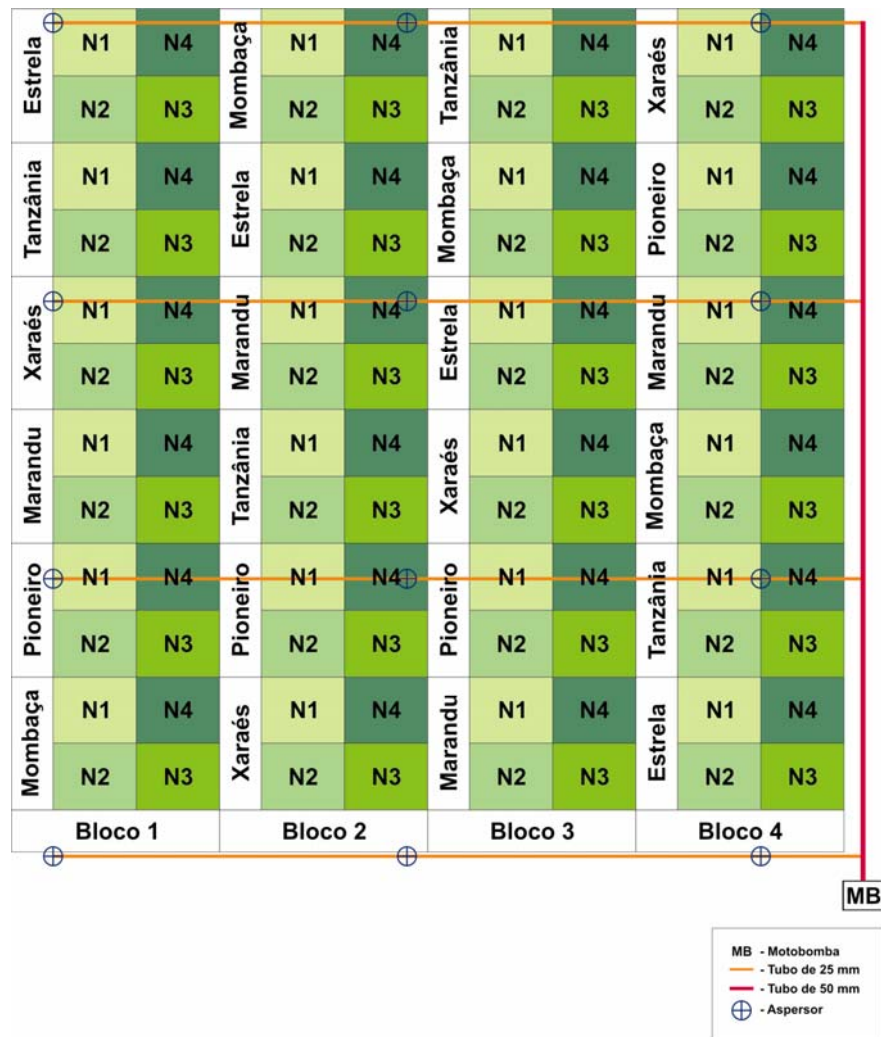 Estrela N1 N4 Mombaça N1 N4 Tanzânia N1 N4 Xaraés N1 N4
N2 N3 N2 N3 N2 N3 N2 N3
Tanzânia N1 N4 Estrela N1 N4 Mombaça N1 N4 Pioneiro N1 N4
N2 N3 N2 N3 N2 N3 N2 N3
Xaraés N1 N4 Marandu N1 N4 Estrela N1 N4 Marandu N1 N4
N2 N3 N2 N3 N2 N3 N2 N3
Marandu N1 N4 Tanzânia N1 N4 Xaraés N1 N4 Mombaça N1 N4
N2 N3 N2 N3 N2 N3 N2 N3
Pioneiro N1 N4 Pioneiro N1 N4 Pioneiro N1 N4 Tanzânia N1 N4
N2 N3 N2 N3 N2 N3 N2 N3
Mombaça N1 N4 Xaraés N1 N4 Marandu N1 N4 Estrela N1 N4
N2 N3 N2 N3 N2 N3 N2 N3
Bloco 1 Bloco 2 Bloco 3 Bloco 4
MB
MB - Motobomba
- Tubo de 25 mm
- Tubo de 50 mm
- Aspersor